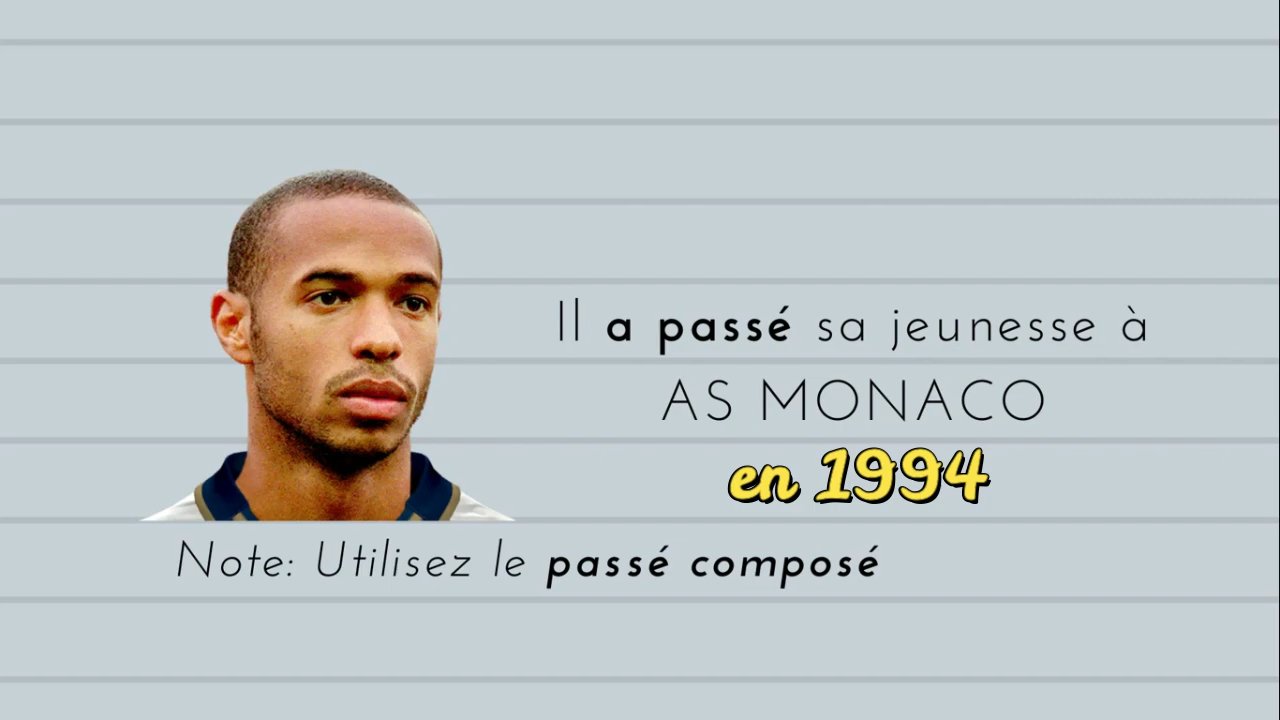 Il a passé sa jeunesse à
AS MONACO
en 1994
Note: Utilisez le passé composé